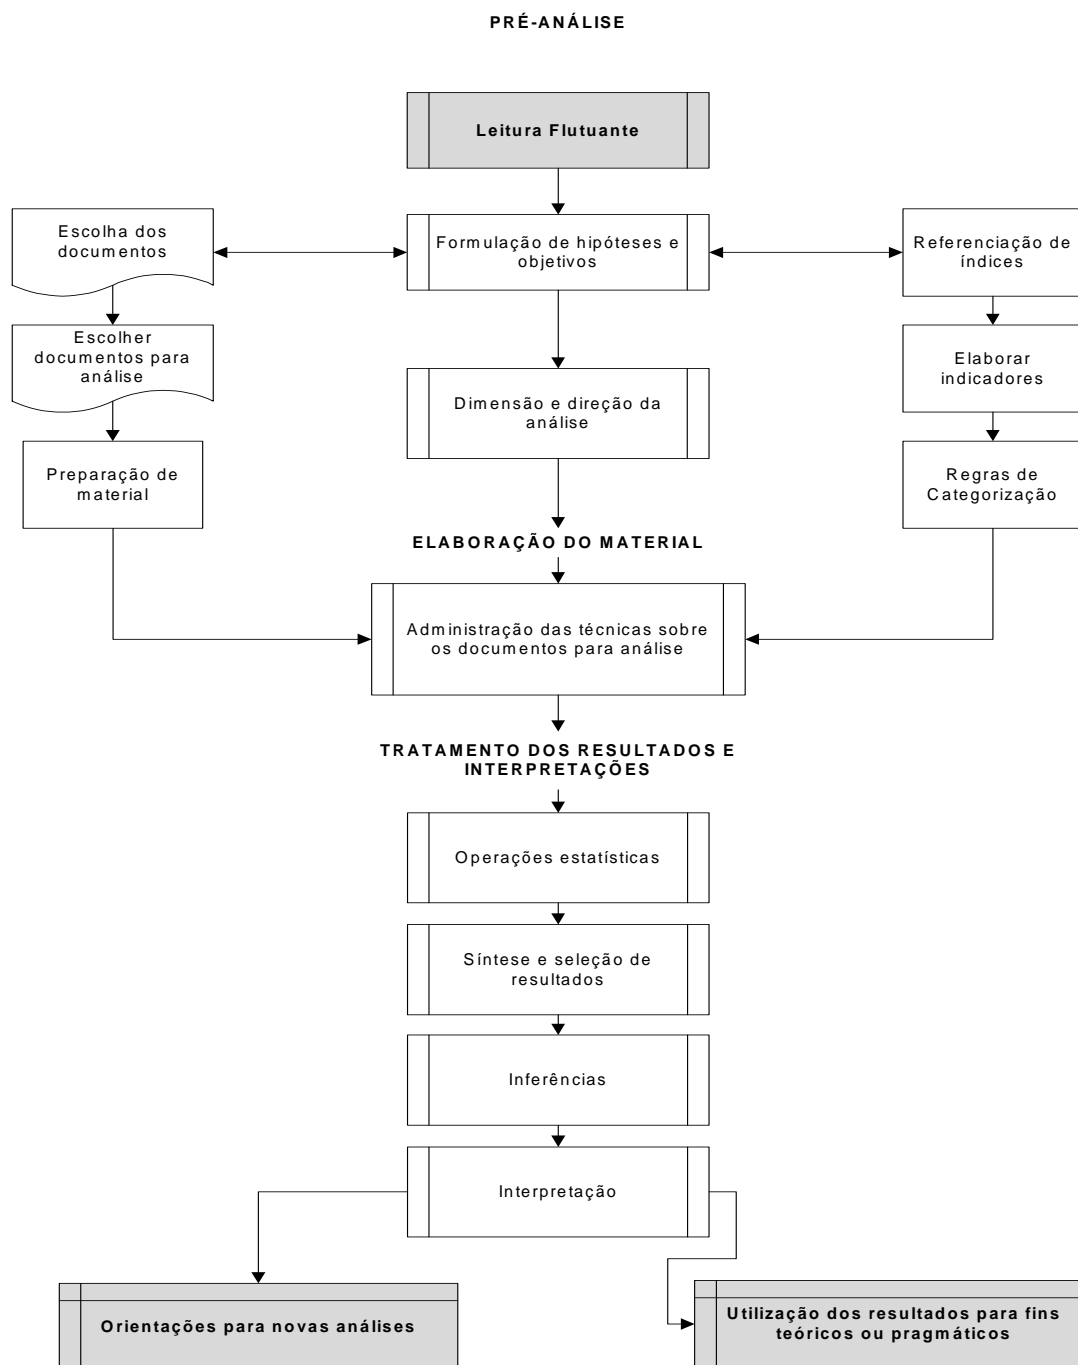 PRÉ-ANÁLISE
Leitura Flutuante
Escolha dos
documentos
Formulação de hipóteses e
objetivos
Referenciação de
índices
Escolher
documentos para
análise
Elaborar
indicadores
Dimensão e direção da
análise
Preparação de
material
Regras de
Categorização
ELABORAÇÃO DO MATERIAL
Administração das técnicas sobre
os documentos para análise
TRATAMENTO DOS RESULTADOS E
INTERPRETAÇÕES
Operações estatísticas
Síntese e seleção de
resultados
Inferências
Interpretação
Orientações para novas análises
Utilização dos resultados para fins
teóricos ou pragmáticos